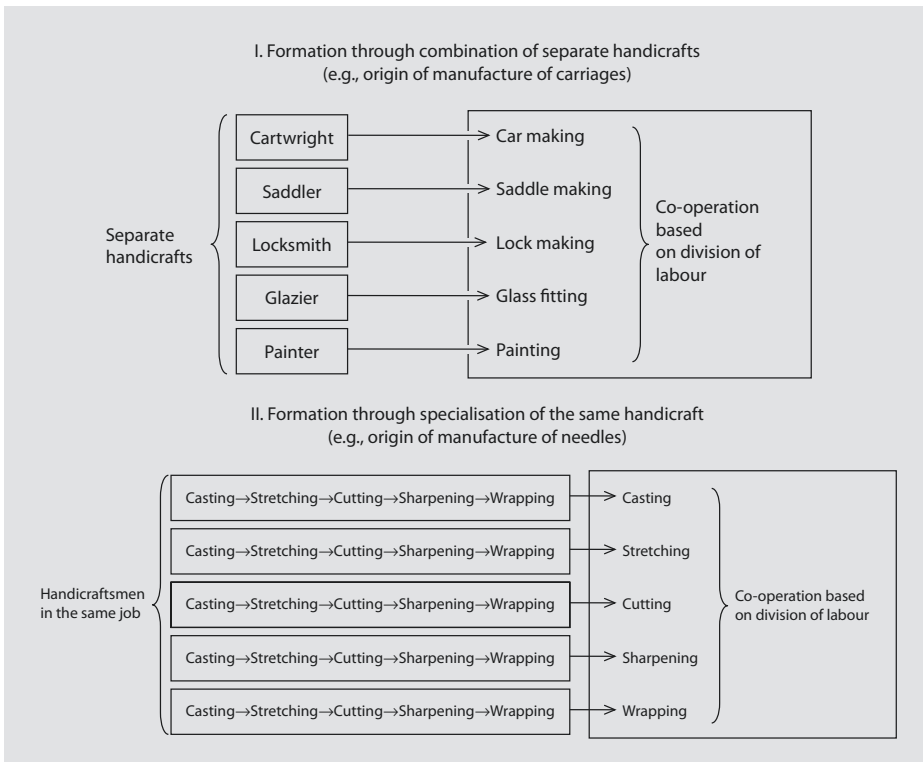 I. Formation through combination of separate handicrafts
(e.g., origin of manufacture of carriages)
Separate
handicrafts
Cartwright
Car making
Saddler
Saddle making
Locksmith
Lock making
Glazier
Glass fitting
Painter
Painting
Co-operation
based
on division of
labour
II. Formation through specialisation of the same handicraft
(e.g., origin of manufacture of needles)
Handicraftsmen
in the same job
Casting→Stretching→Cutting→Sharpening→Wrapping
Casting
Casting→Stretching→Cutting→Sharpening→Wrapping
Stretching
Casting→Stretching→Cutting→Sharpening→Wrapping
Cutting
Casting→Stretching→Cutting→Sharpening→Wrapping
Sharpening
Casting→Stretching→Cutting→Sharpening→Wrapping
Wrapping
Co-operation based
on division of labour